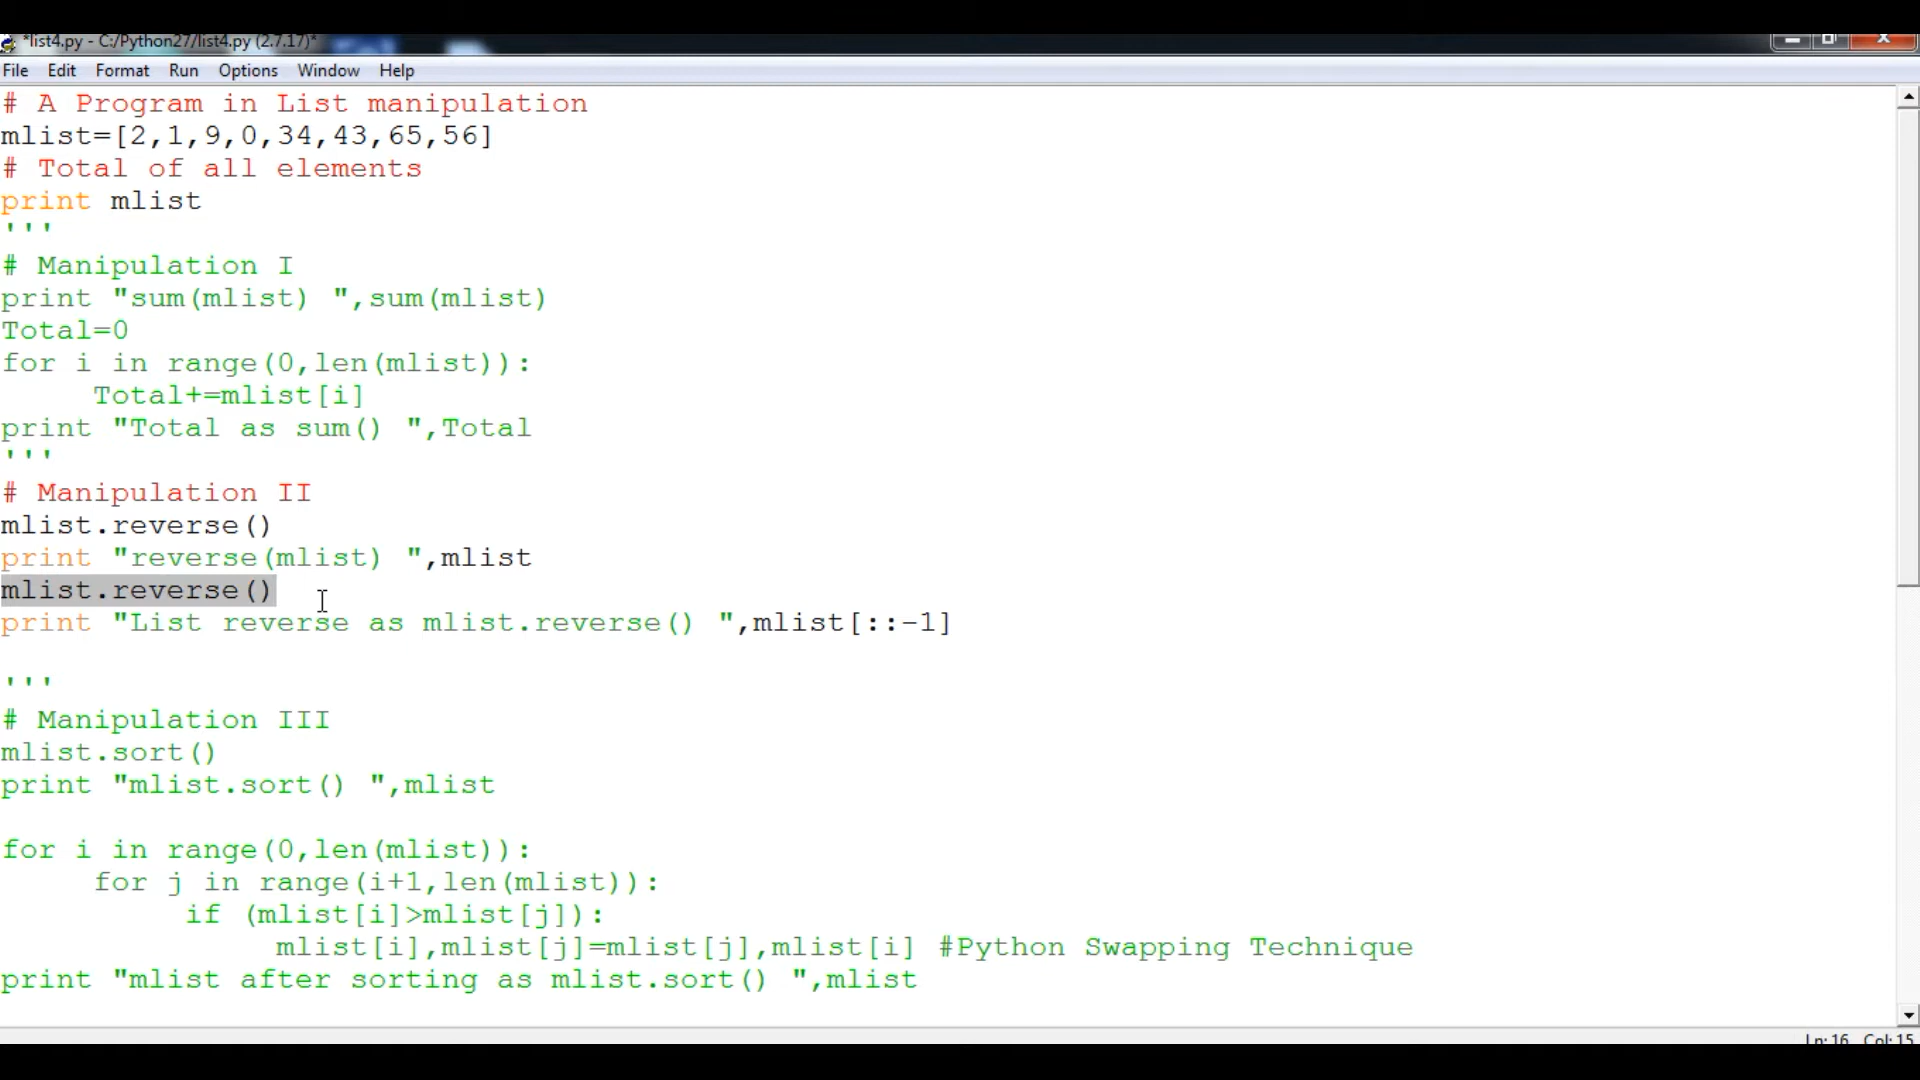 *list4.py - C:/Python27/list4.py (2.7.17)*
File Edit Format Run Options Window Help
# A Program in List manipulation
mlist=[2,1,9,0,34,43,65,56]
# Total of all elements
print mlist
'''
# Manipulation I
print "sum(mlist) ",sum(mlist)
Total=0
for i in range(0,len(mlist)):
     Total+=mlist[i]
print "Total as sum() ",Total
'''
# Manipulation II
mlist.reverse()
print "reverse(mlist) ",mlist
mlist.reverse()
print "List reverse as mlist.reverse() ",mlist[::-1]
'''
# Manipulation III
mlist.sort()
print "mlist.sort() ",mlist
for i in range(0,len(mlist)):
     for j in range(i+1,len(mlist)):
          if (mlist[i]>mlist[j]):
               mlist[i],mlist[j]=mlist[j],mlist[i] #Python Swapping Technique
print "mlist after sorting as mlist.sort() ",mlist
Ln: 16 Col: 15